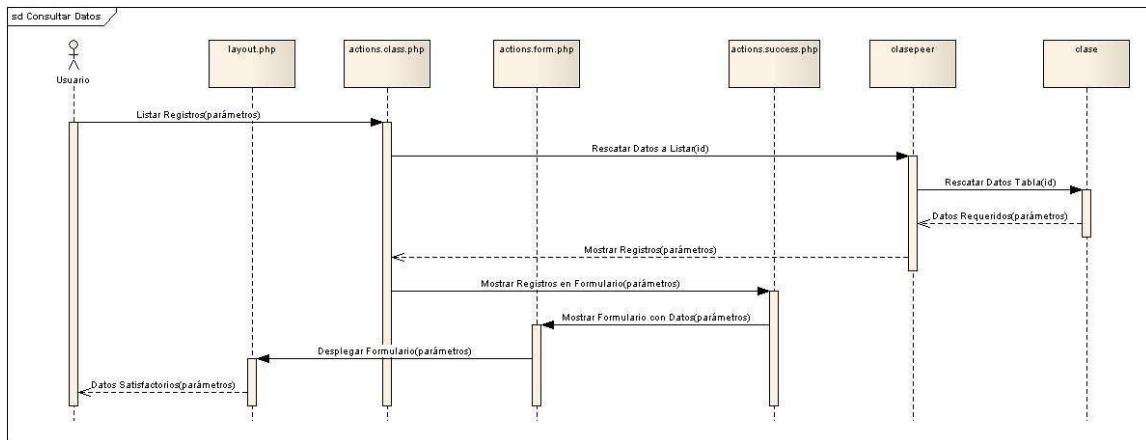 sd Consultar Datos
Usuario
layout.php
actions.class.php
actions.form.php
actions.success.php
clasepeer
clase
Listar Registros(parámetros)
Rescatar Datos a Listar(id)
Rescatar Datos Tabla(id)
Datos Requeridos(parámetros)
Mostrar Registros(parámetros)
Mostrar Registros en Formulario(parámetros)
Mostrar Formulario con Datos(parámetros)
Desplegar Formulario(parámetros)
Datos Satisfactorios(parámetros)